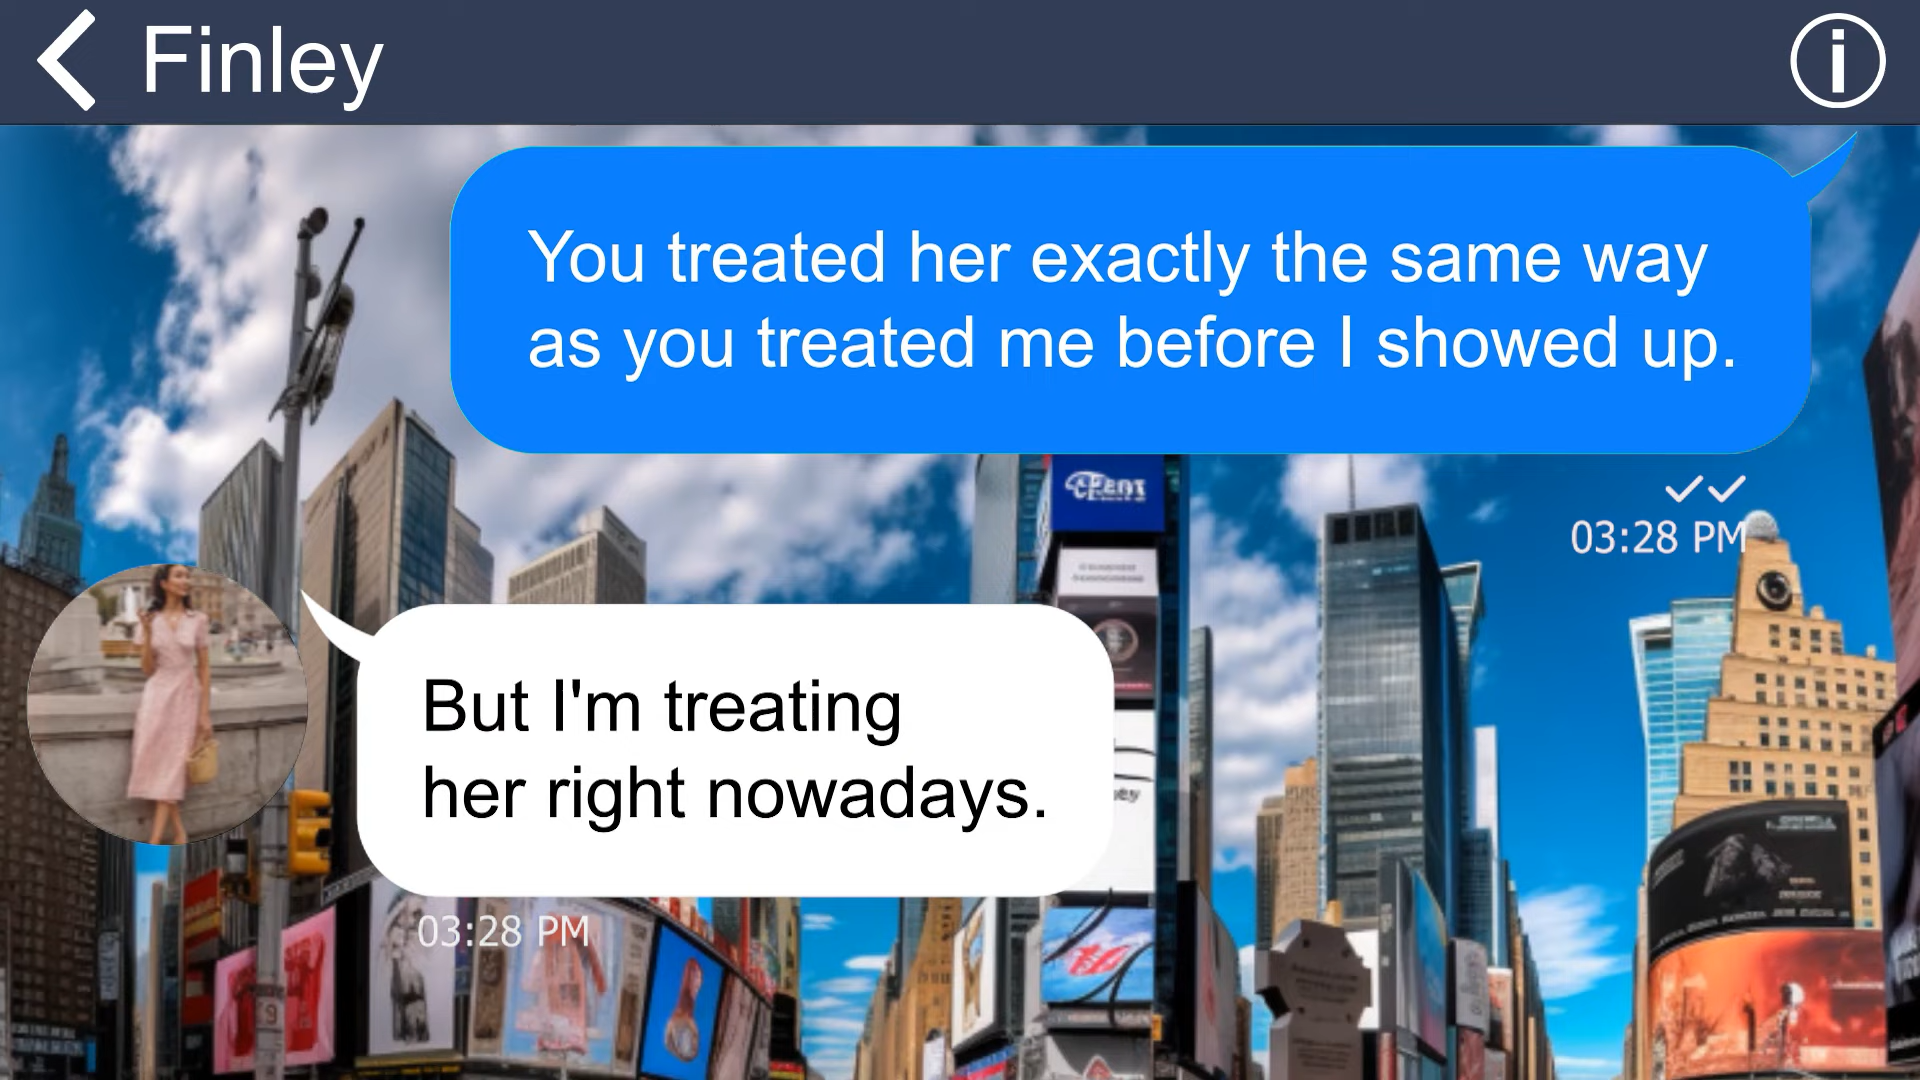 Finley
You treated her exactly the same way
as you treated me before I showed up.
03:28 PM
But I'm treating
her right nowadays.
03:28 PM